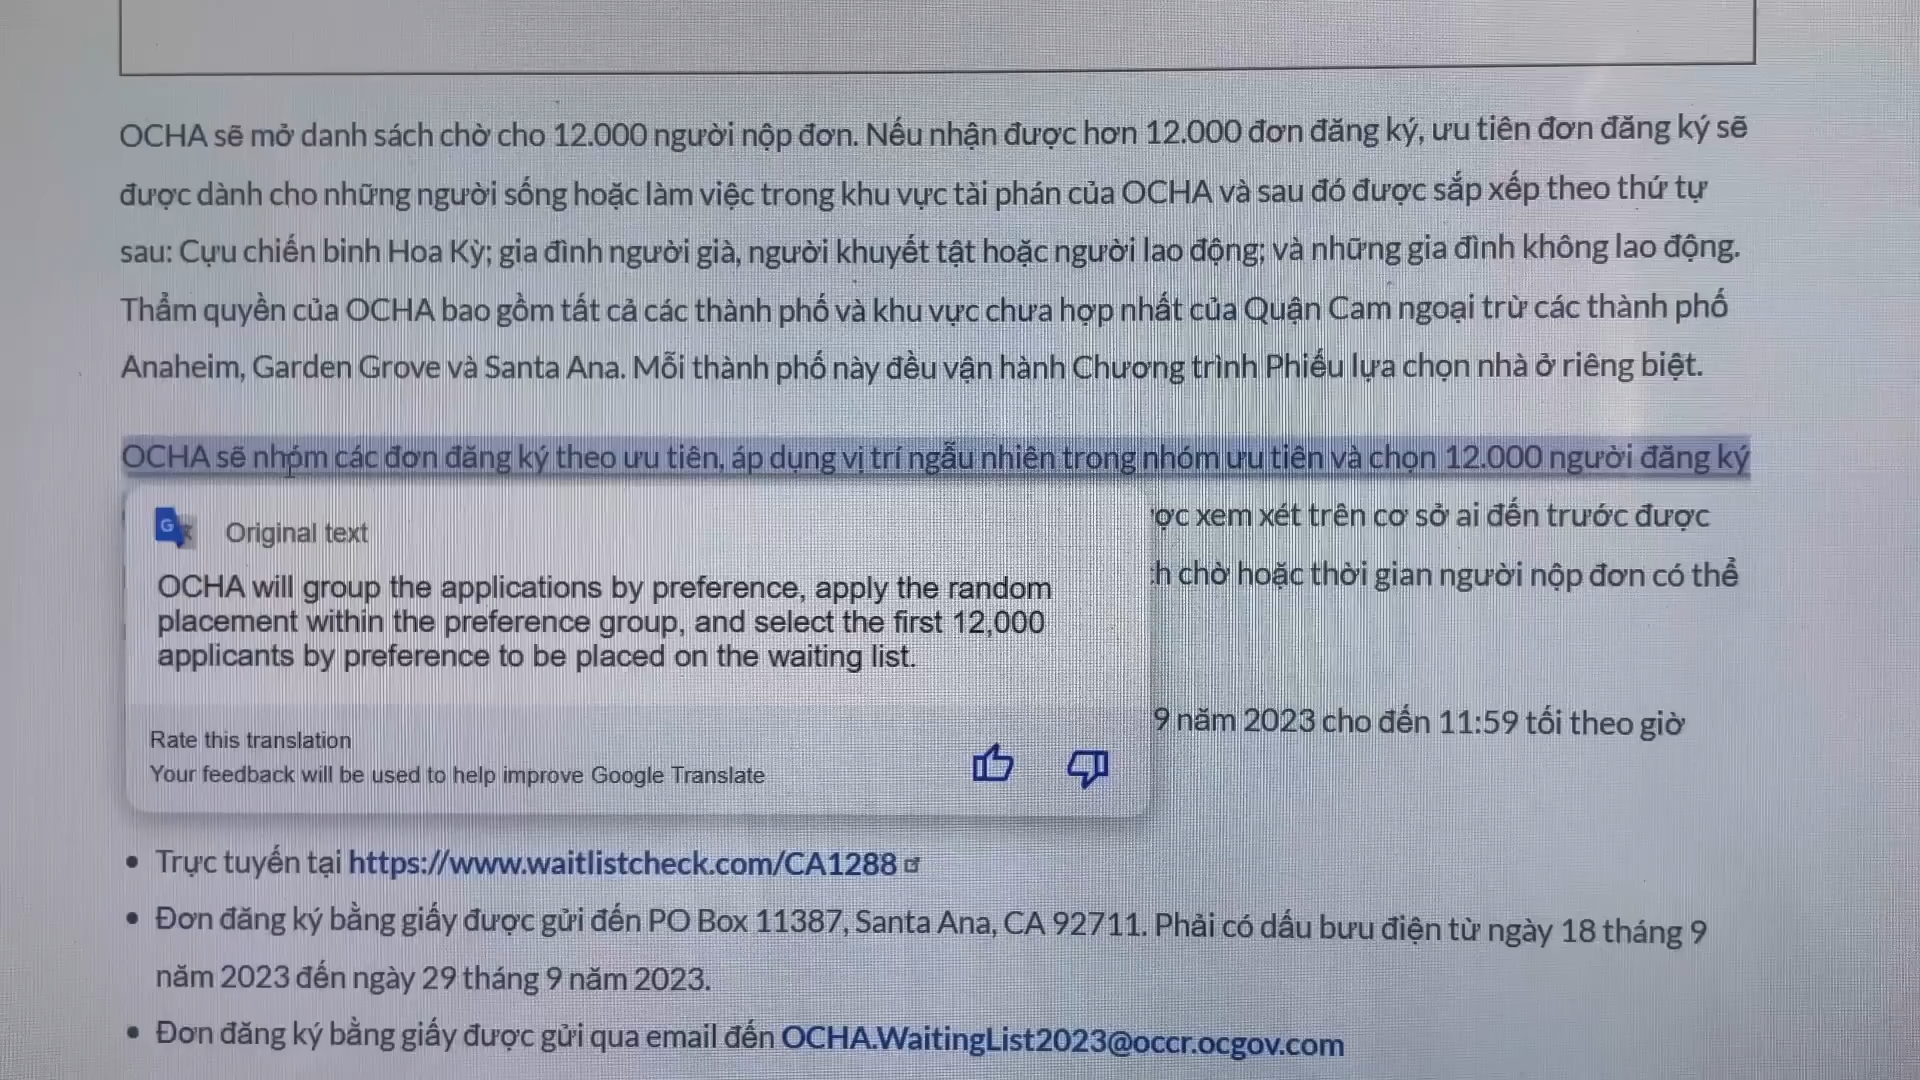 OCHA sẽ mở danh sách chờ cho 12.000 người nộp đơn. Nếu nhận được hơn 12.000 đơn đăng ký, ưu tiên đơn đăng ký sẽ
được dành cho những người sống hoặc làm việc trong khu vực tài phán của OCHA và sau đó được sắp xếp theo thứ tự
sau: Cựu chiến binh Hoa Kỳ; gia đình người già, người khuyết tật hoặc người lao động; và những gia đình không lao động.
Thẩm quyền của OCHA bao gồm tất cả các thành phố và khu vực chưa hợp nhất của Quận Cam ngoại trừ các thành phố
Anaheim, Garden Grove và Santa Ana. Mỗi thành phố này đều vận hành Chương trình Phiếu lựa chọn nhà ở riêng biệt.
OCHA sẽ nhóm các đơn đăng ký theo ưu tiên, áp dụng vị trí ngẫu nhiên trong nhóm ưu tiên và chọn 12.000 người đăng ký
xem xét trên cơ sở ai đến trước được
chờ hoặc thời gian người nộp đơn có thể
Original text
OCHA will group the applications by preference, apply the random
placement within the preference group, and select the first 12,000
applicants by preference to be placed on the waiting list.
9 năm 2023 cho đến 11:59 tối theo giờ
Rate this translation
Your feedback will be used to help improve Google Translate
Trực tuyến tại https://www.waitlistcheck.com/CA1288
Đơn đăng ký bằng giấy được gửi đến PO Box 11387, Santa Ana, CA 92711. Phải có dấu bưu điện từ ngày 18 tháng 9
năm 2023 đến ngày 29 tháng 9 năm 2023.
Đơn đăng ký bằng giấy được gửi qua email đến OCHA.WaitingList2023@occr.ocgov.com